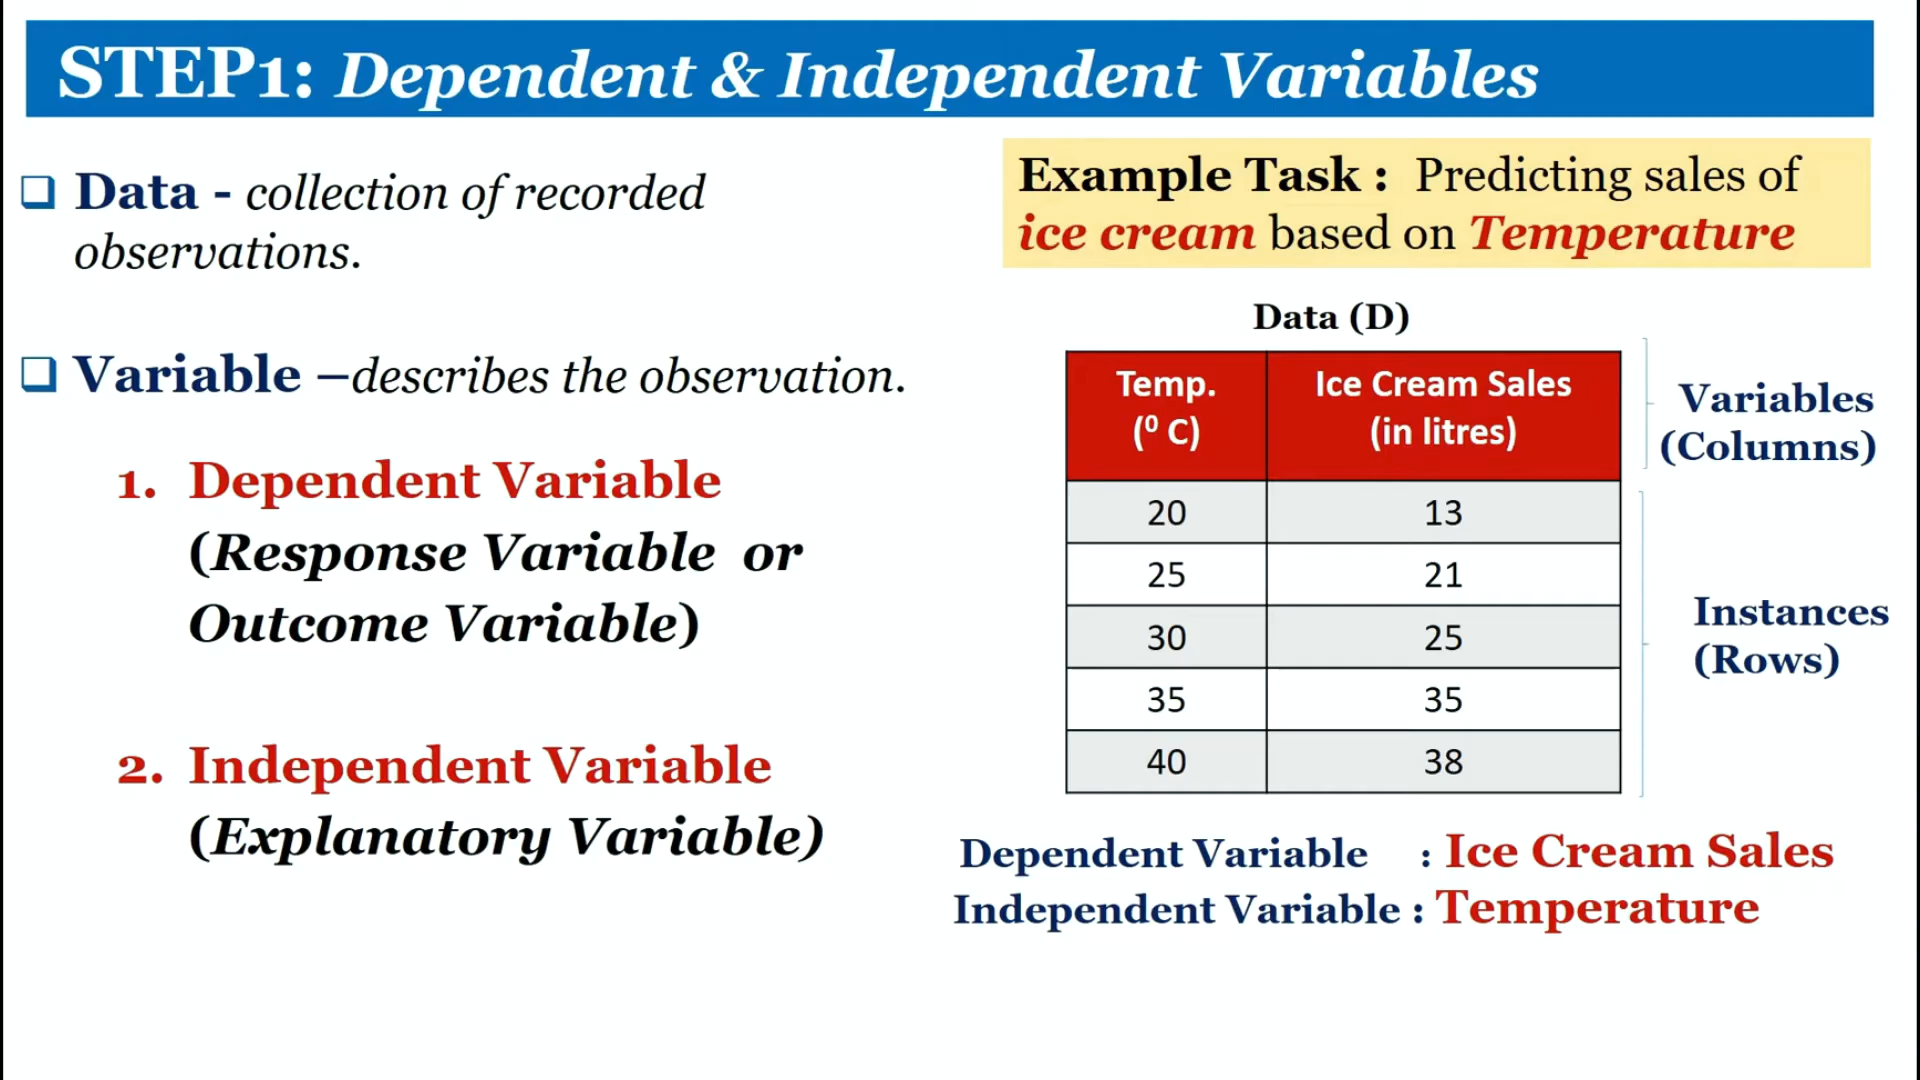 STEP1: Dependent & Independent Variables
❑ Data - collection of recorded
observations.
❑ Variable –describes the observation.
1. Dependent Variable
(Response Variable or
Outcome Variable)
2. Independent Variable
(Explanatory Variable)
Example Task : Predicting sales of
ice cream based on Temperature
Data (D)
Temp. Ice Cream Sales
(⁰ C) (in litres)
20 13
25 21
30 25
35 35
40 38
Variables
(Columns)
Instances
(Rows)
Dependent Variable : Ice Cream Sales
Independent Variable : Temperature